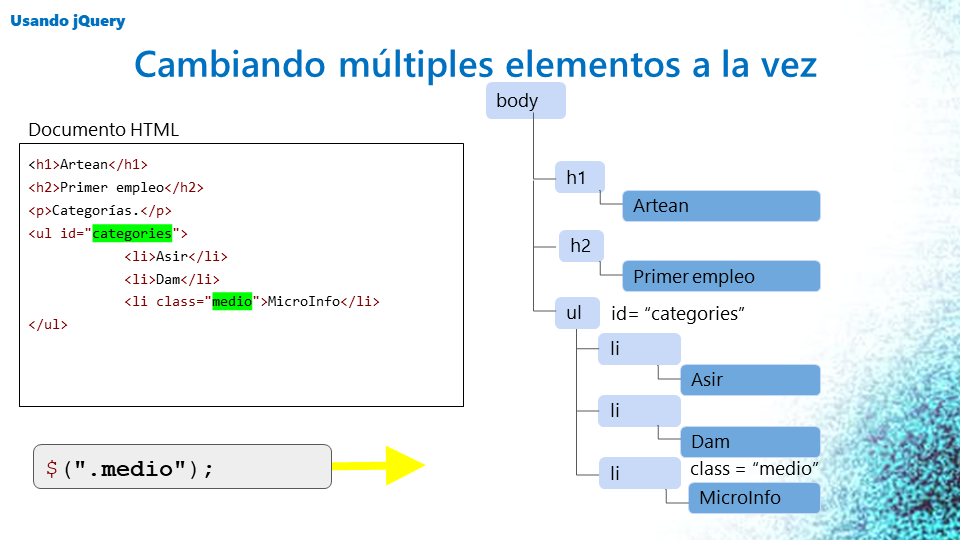 Usando jQuery
Cambiando múltiples elementos a la vez
Documento HTML
<h1>Artean</h1>
<h2>Primer empleo</h2>
<p>Categorías.</p>
<ul id="categories">
<li>Asir</li>
<li>Dam</li>
<li class="medio">MicroInfo</li>
</ul>
$(".medio");
body
h1
Artean
h2
Primer empleo
ul id= “categories”
li
Asir
li
Dam
li
class = “medio”
MicroInfo